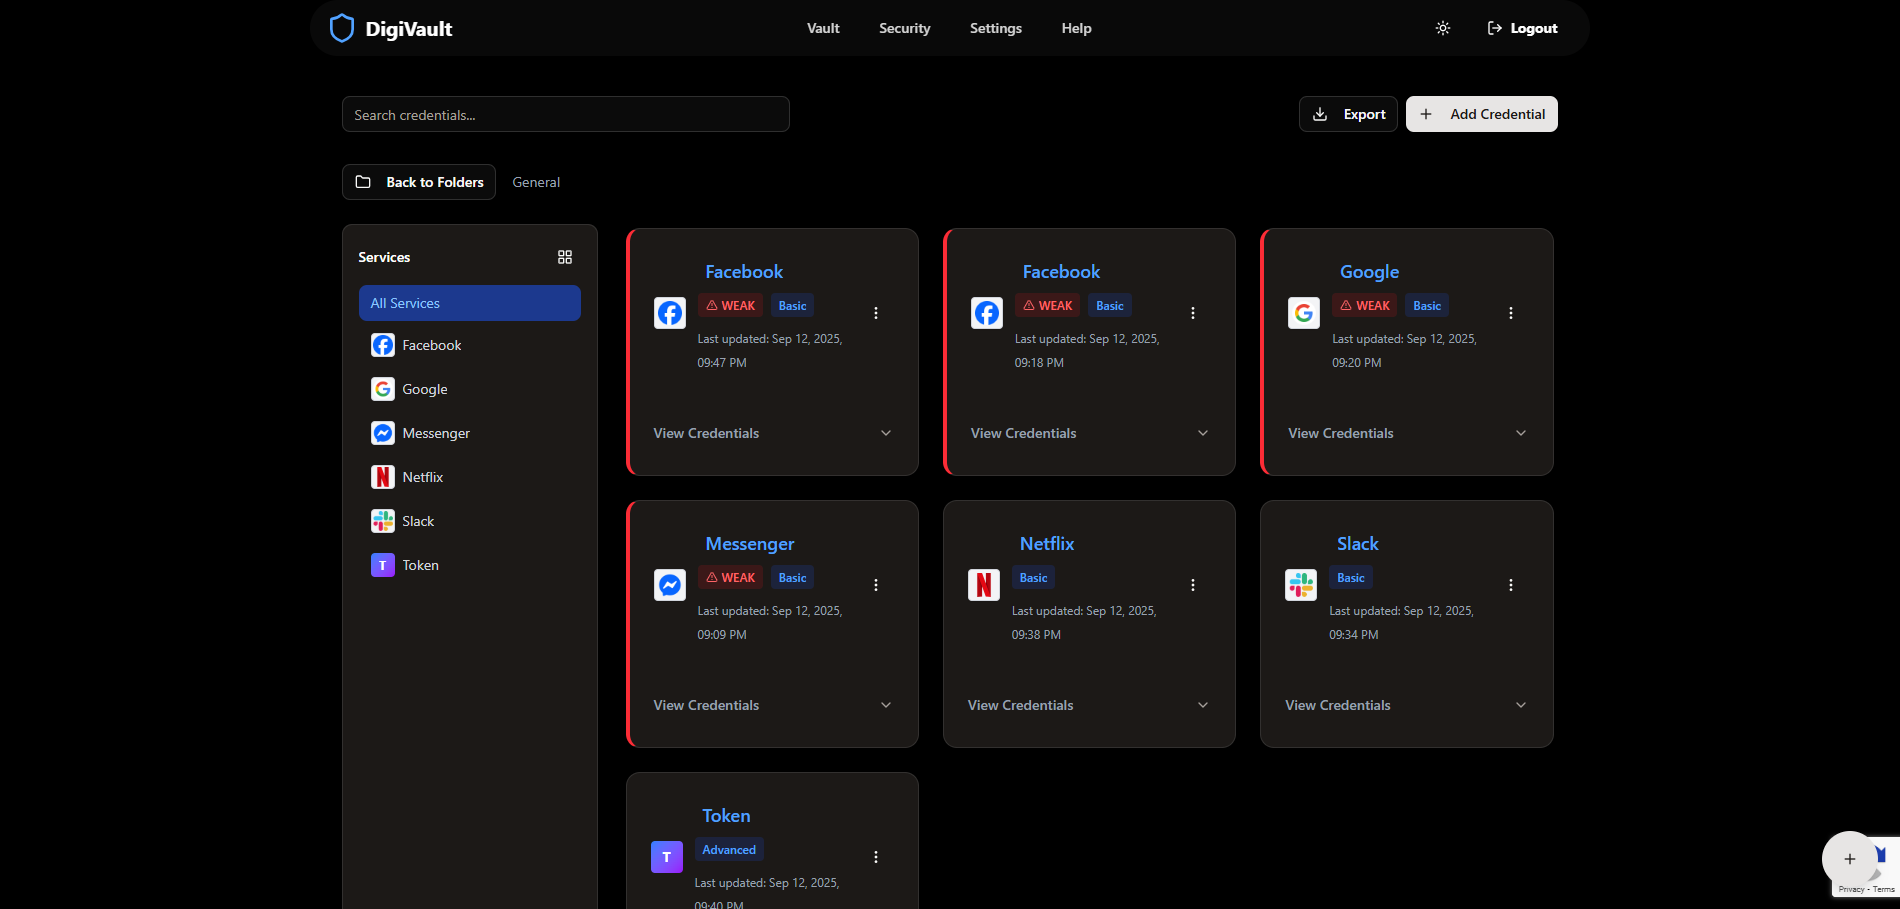 DigiVault
Vault Security Settings Help
Logout
Search credentials...
Export
Add Credential
Back to Folders
General
Services
All Services
Facebook
Google
Messenger
Netflix
Slack
T Token
Facebook
WEAK Basic
Last updated: Sep 12, 2025,
09:47 PM
View Credentials
Facebook
WEAK Basic
Last updated: Sep 12, 2025,
09:18 PM
View Credentials
Google
WEAK Basic
Last updated: Sep 12, 2025,
09:20 PM
View Credentials
Messenger
WEAK Basic
Last updated: Sep 12, 2025,
09:09 PM
View Credentials
Netflix
Basic
Last updated: Sep 12, 2025,
09:38 PM
View Credentials
Slack
Basic
Last updated: Sep 12, 2025,
09:34 PM
View Credentials
Token
T
Advanced
Last updated: Sep 12, 2025,
09:40 PM
Privacy - Terms